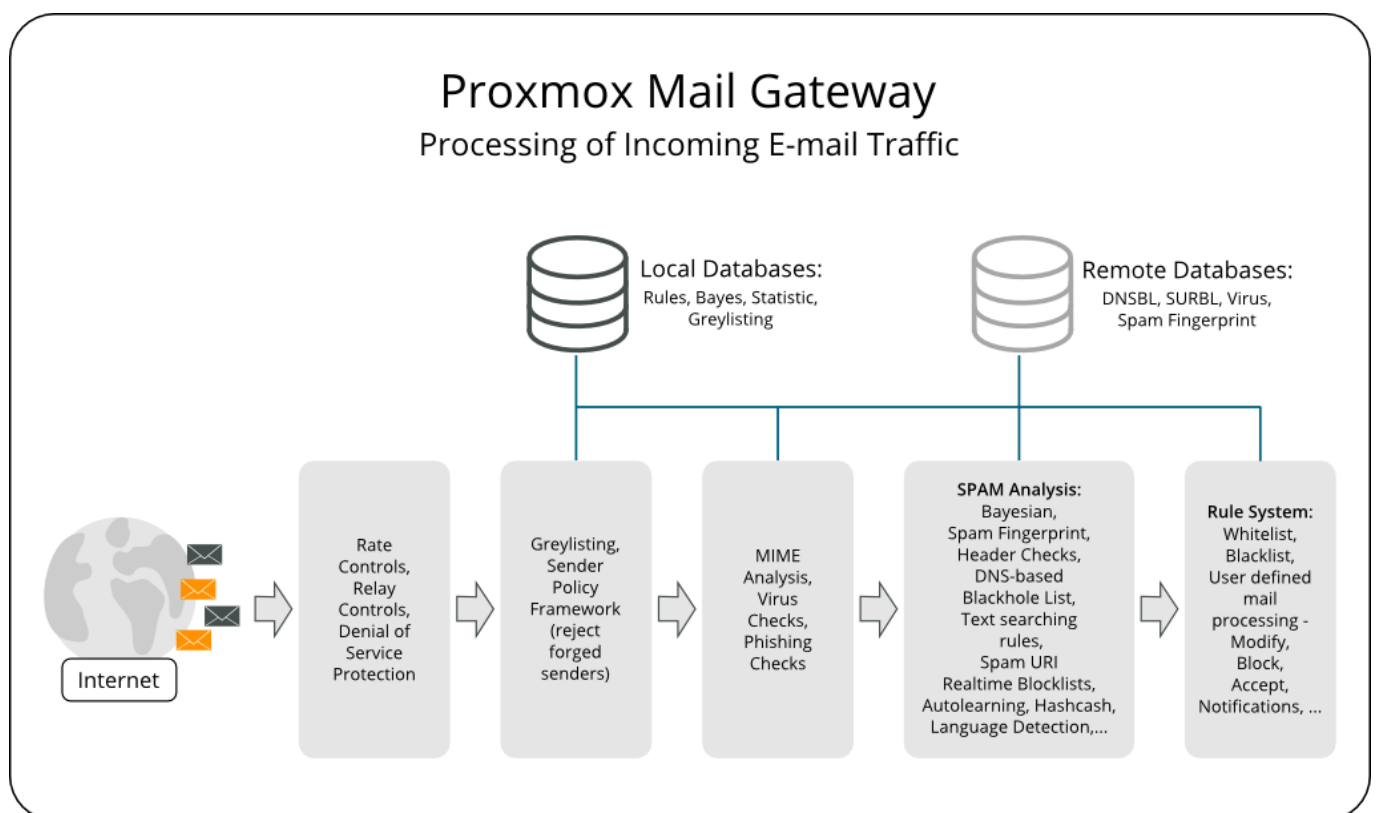 Proxmox Mail Gateway
Processing of Incoming E-mail Traffic
Local Databases:
Rules, Bayes, Statistic,
Greylisting
Remote Databases:
DNSBL, SURBL, Virus,
Spam Fingerprint
Internet
Rate
Controls,
Relay
Controls,
Denial of
Service
Protection
Greylisting,
Sender
Policy
Framework
(reject
forged
senders)
MIME
Analysis,
Virus
Checks,
Phishing
Checks
SPAM Analysis:
Bayesian,
Spam Fingerprint,
Header Checks,
DNS-based
Blackhole List,
Text searching
rules,
Spam URI
Realtime Blocklists,
Autolearning, Hashcash,
Language Detection,...
Rule System:
Whitelist,
Blacklist,
User defined
mail
processing -
Modify,
Block,
Accept,
Notifications, ...